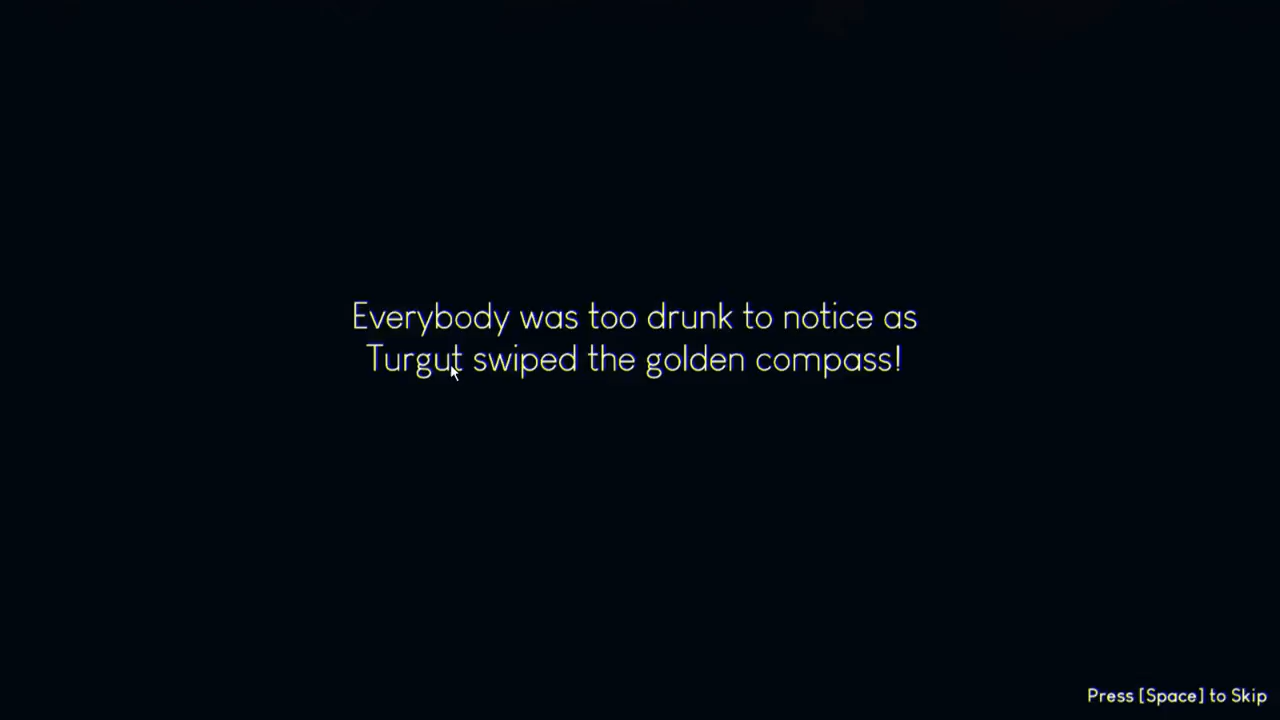 Everybody was too drunk to notice as
Turgut swiped the golden compass!
Press [Space] to Skip